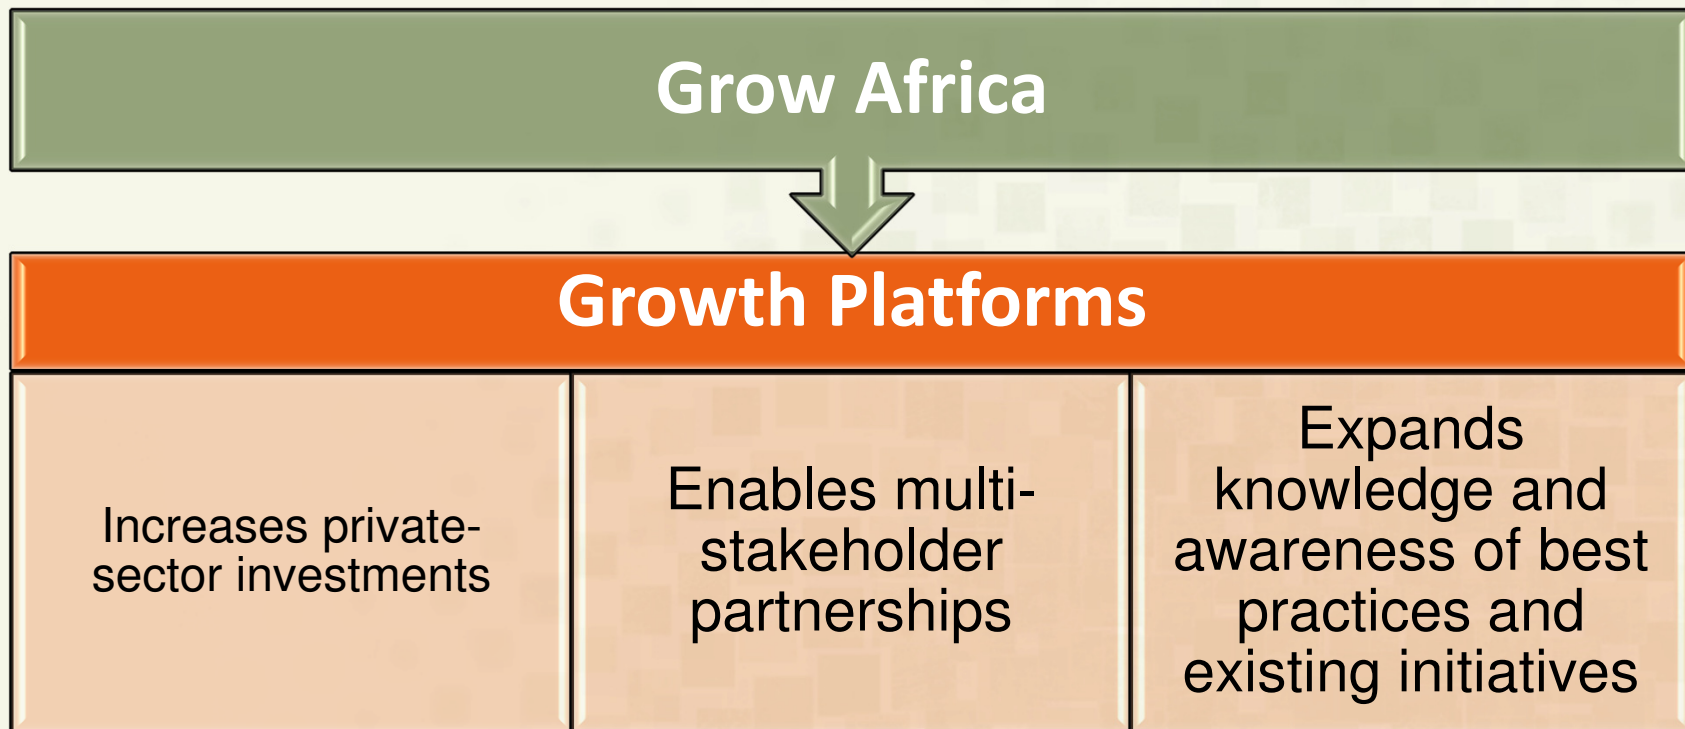 Grow Africa
Growth Platforms
Increases private-
sector investments
Enables multi-
stakeholder
partnerships
Expands
knowledge and
awareness of best
practices and
existing initiatives